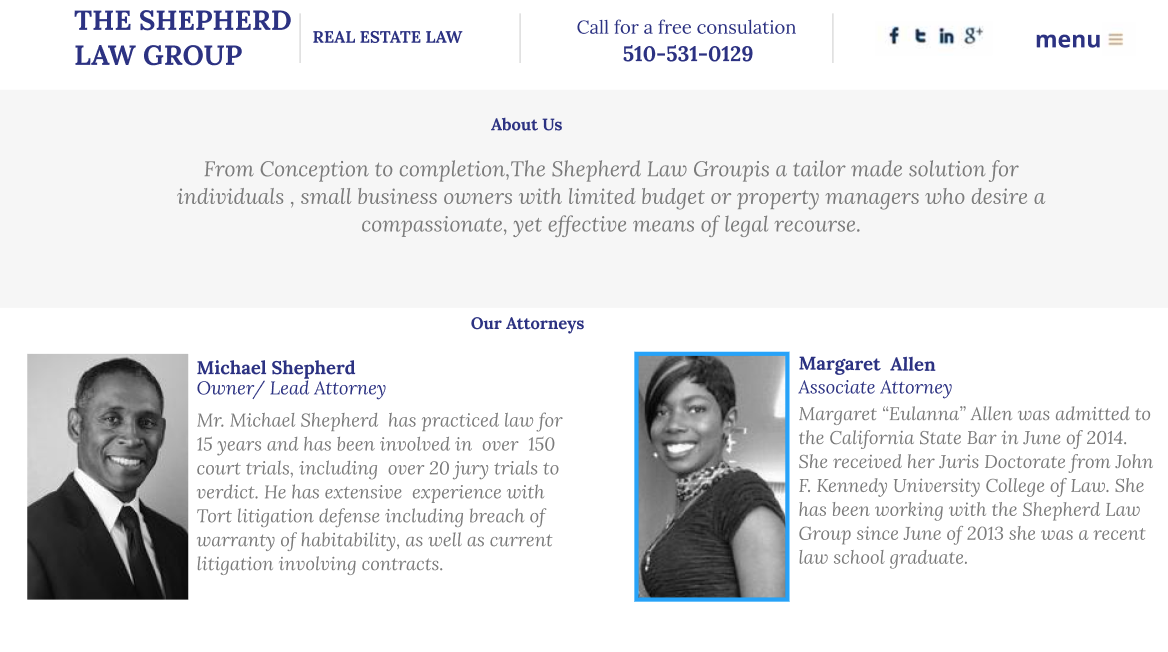 THE SHEPHERD
LAW GROUP
REAL ESTATE LAW
Call for a free consulation
510-531-0129
f t in g+
menu
About Us
From Conception to completion,The Shepherd Law Groupis a tailor made solution for
individuals , small business owners with limited budget or property managers who desire a
compassionate, yet effective means of legal recourse.
Our Attorneys
Michael Shepherd
Owner/ Lead Attorney
Mr. Michael Shepherd has practiced law for
15 years and has been involved in over 150
court trials, including over 20 jury trials to
verdict. He has extensive experience with
Tort litigation defense including breach of
warranty of habitability, as well as current
litigation involving contracts.
Margaret Allen
Associate Attorney
Margaret “Eulanna” Allen was admitted to
the California State Bar in June of 2014.
She received her Juris Doctorate from John
F. Kennedy University College of Law. She
has been working with the Shepherd Law
Group since June of 2013 she was a recent
law school graduate.